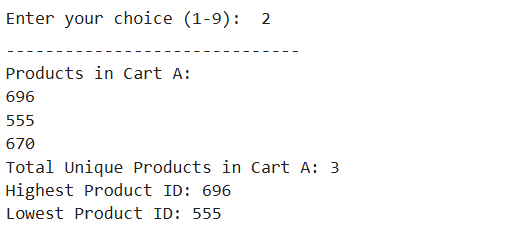 Enter your choice (1-9):  2
------------------------------
Products in Cart A:
696
555
670
Total Unique Products in Cart A: 3
Highest Product ID: 696
Lowest Product ID: 555